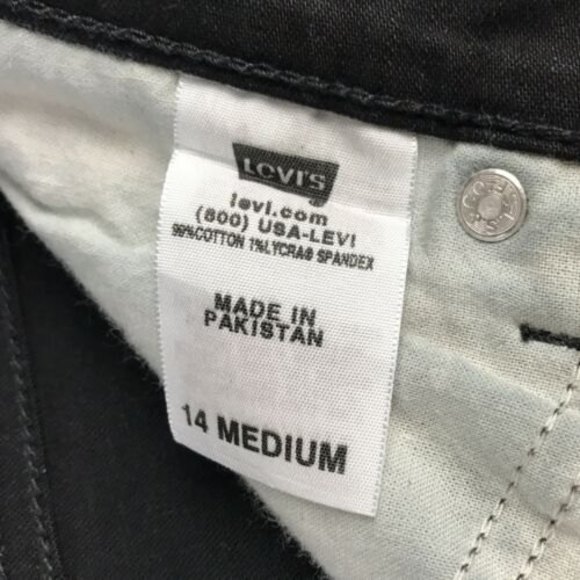 LEVI'S
levi.com
(800) USA-LEVI
99%COTTON 1%LYCRA® SPANDEX
MADE IN
PAKISTAN
14 MEDIUM